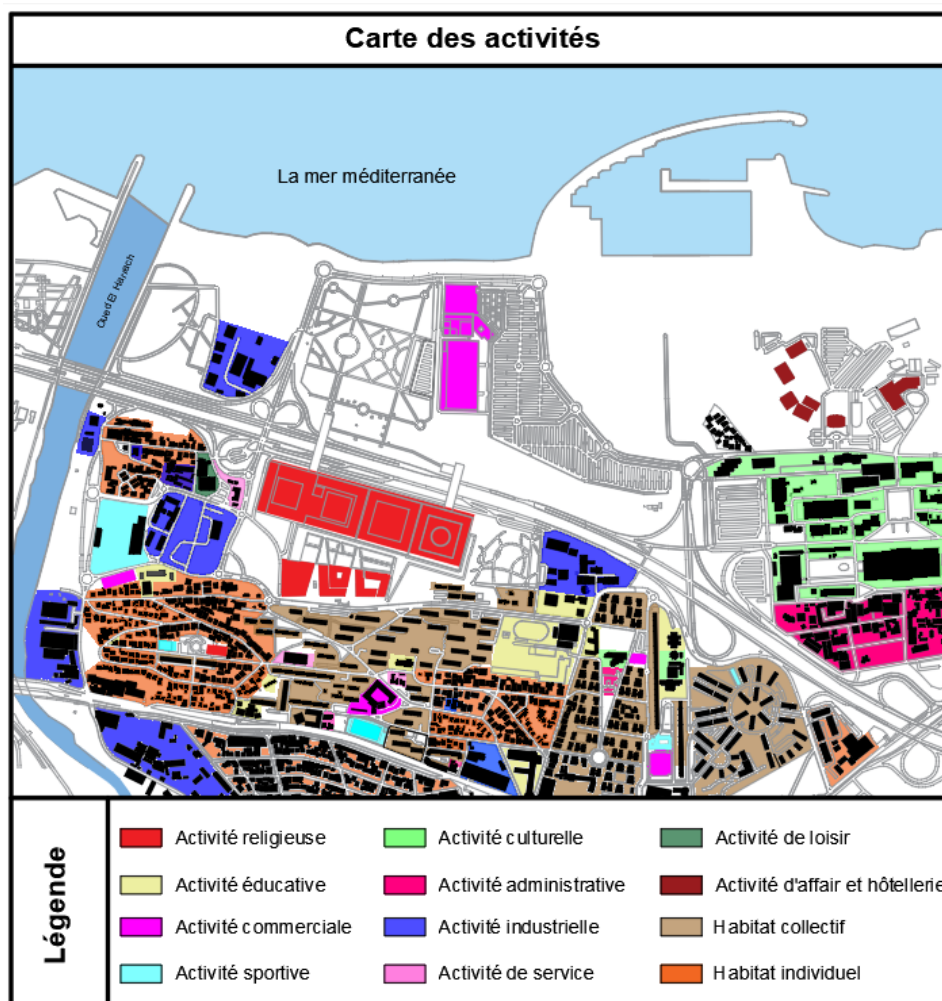 Carte des activités
La mer méditerranée
Oued El Harrach
Légende
Activité religieuse
Activité culturelle
Activité de loisir
Activité éducative
Activité administrative
Activité d'affair et hôtellerie
Activité commerciale
Activité industrielle
Habitat collectif
Activité sportive
Activité de service
Habitat individuel